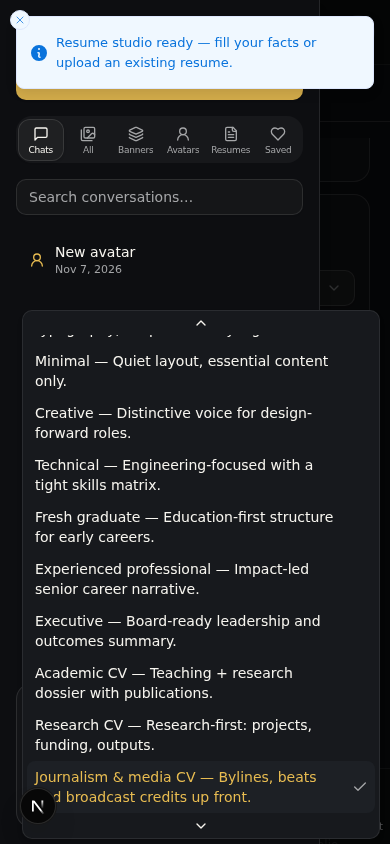 Resume studio ready — fill your facts or
upload an existing resume.
Chats
All
Banners
Avatars
Resumes
Saved
Search conversations...
New avatar
Nov 7, 2026
Minimal — Quiet layout, essential content
only.
Creative — Distinctive voice for design-
forward roles.
Technical — Engineering-focused with a
tight skills matrix.
Fresh graduate — Education-first structure
for early careers.
Experienced professional — Impact-led
senior career narrative.
Executive — Board-ready leadership and
outcomes summary.
Academic CV — Teaching + research
dossier with publications.
Research CV — Research-first: projects,
funding, outputs.
Journalism & media CV — Bylines, beats
broadcast credits up front.
N